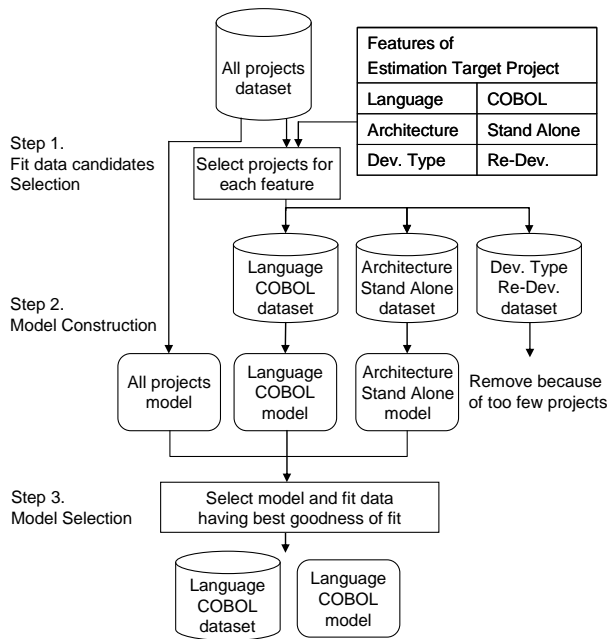 All projects
dataset
Features of
Estimation Target Project
Language
COBOL
Architecture
Stand Alone
Dev. Type
Re-Dev.
Step 1.
Fit data candidates
Selection
Select projects for
each feature
Language
COBOL
dataset
Architecture
Stand Alone
dataset
Dev. Type
Re-Dev.
dataset
Step 2.
Model Construction
All projects
model
Language
COBOL
model
Architecture
Stand Alone
model
Remove because
of too few projects
Step 3.
Model Selection
Select model and fit data
having best goodness of fit
Language
COBOL
dataset
Language
COBOL
model